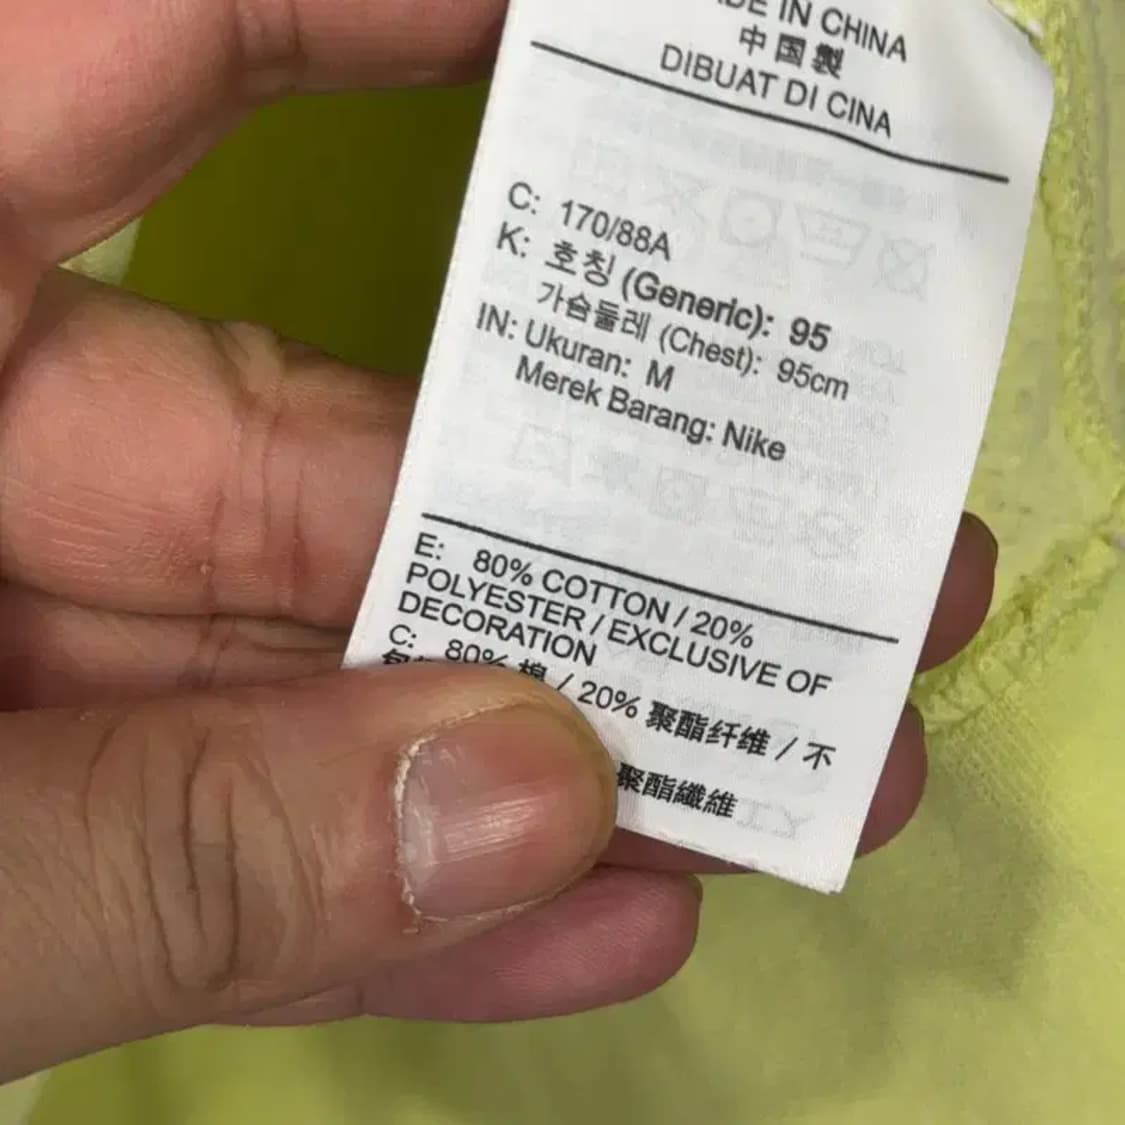 IN CHINA
中国製
DIBUAT DI CINA
C: 170/88A
K: 호칭 (Generic): 95
가슴둘레 (Chest): 95cm
IN: Ukuran: M
Merek Barang: Nike
E: 80% COTTON / 20%
POLYESTER / EXCLUSIVE OF
DECORATION
C: 80% 棉 / 20% 聚酯纤维 / 不
聚酯纖維